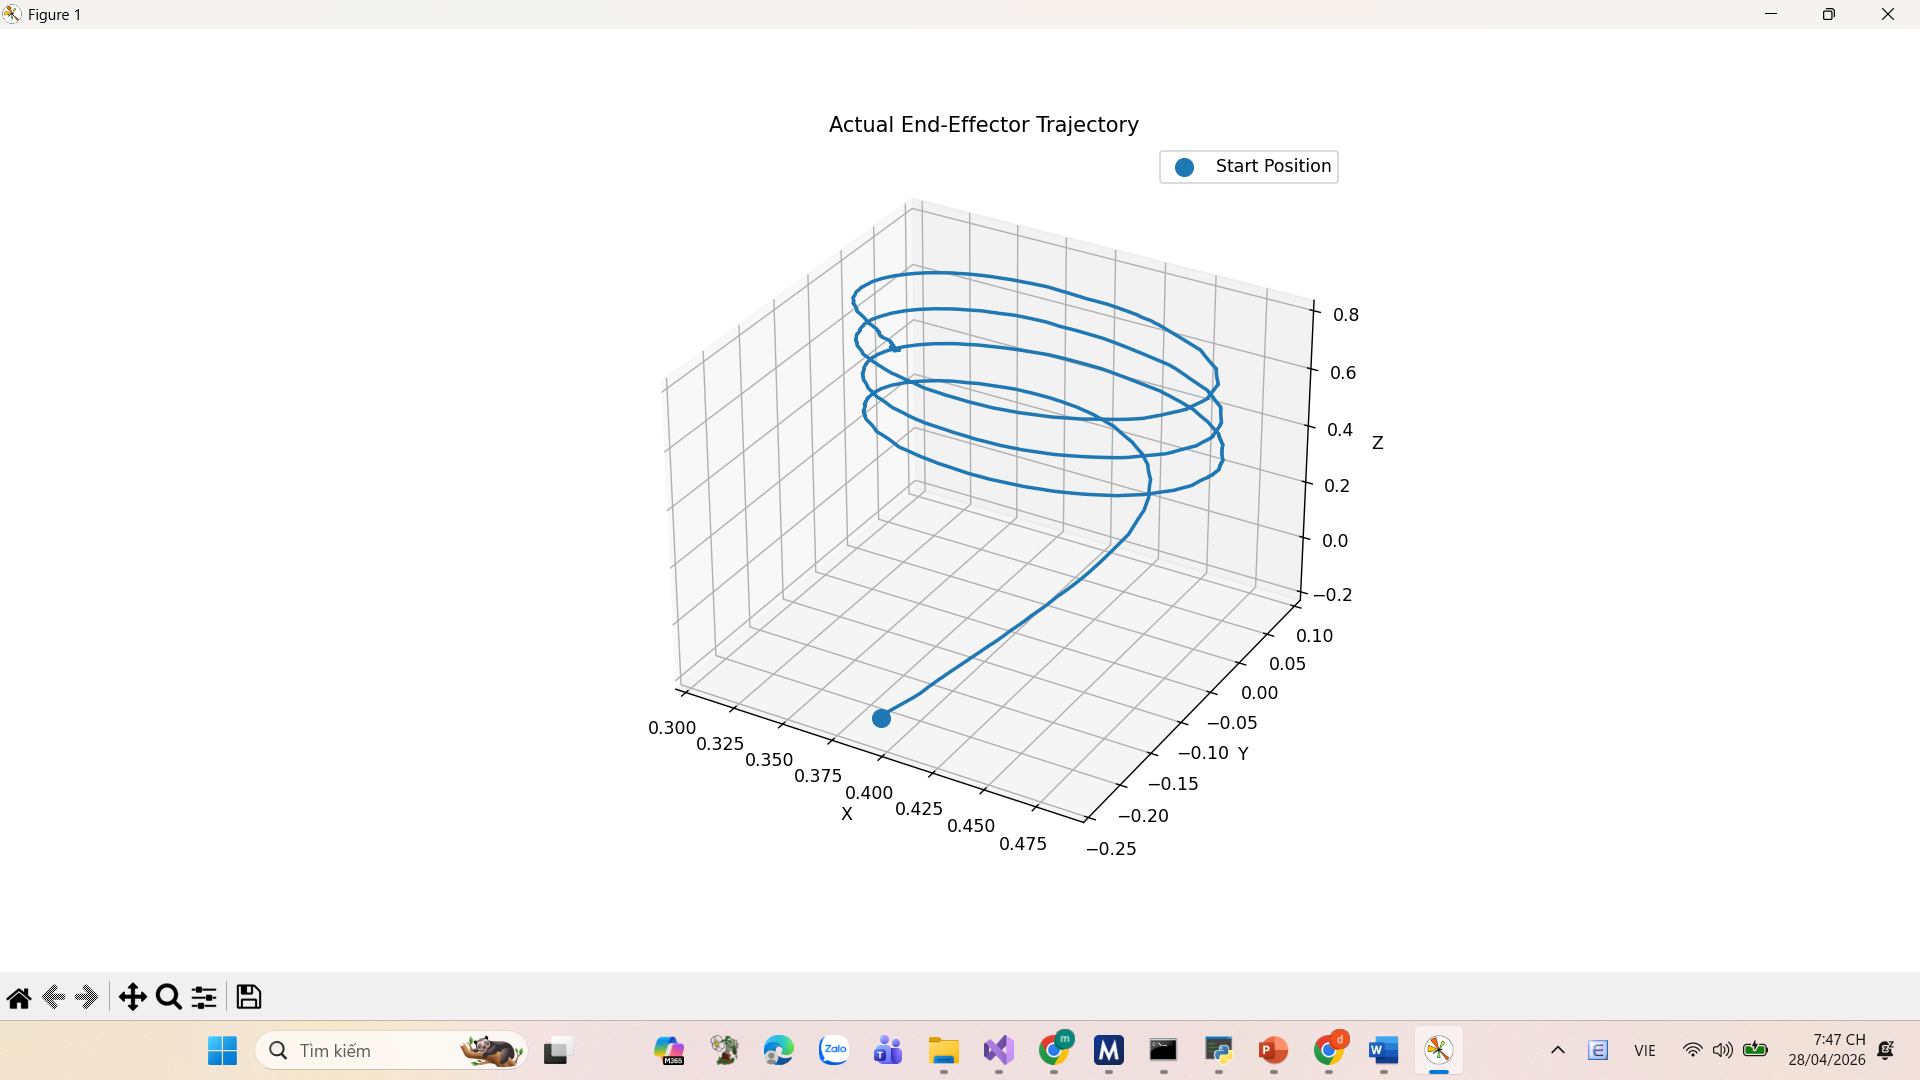 Figure 1
Actual End-Effector Trajectory
Start Position
0.8
0.6
0.4
Z
0.2
0.0
−0.2
0.10
0.05
0.00
−0.05
−0.10 Y
−0.15
−0.20
−0.25
0.300
0.325
0.350
0.375
0.400
0.425
0.450
0.475
X
Tìm kiếm
M365
Zalo
T
m
M
P
d
W
E
VIE
7:47 CH
28/04/2026